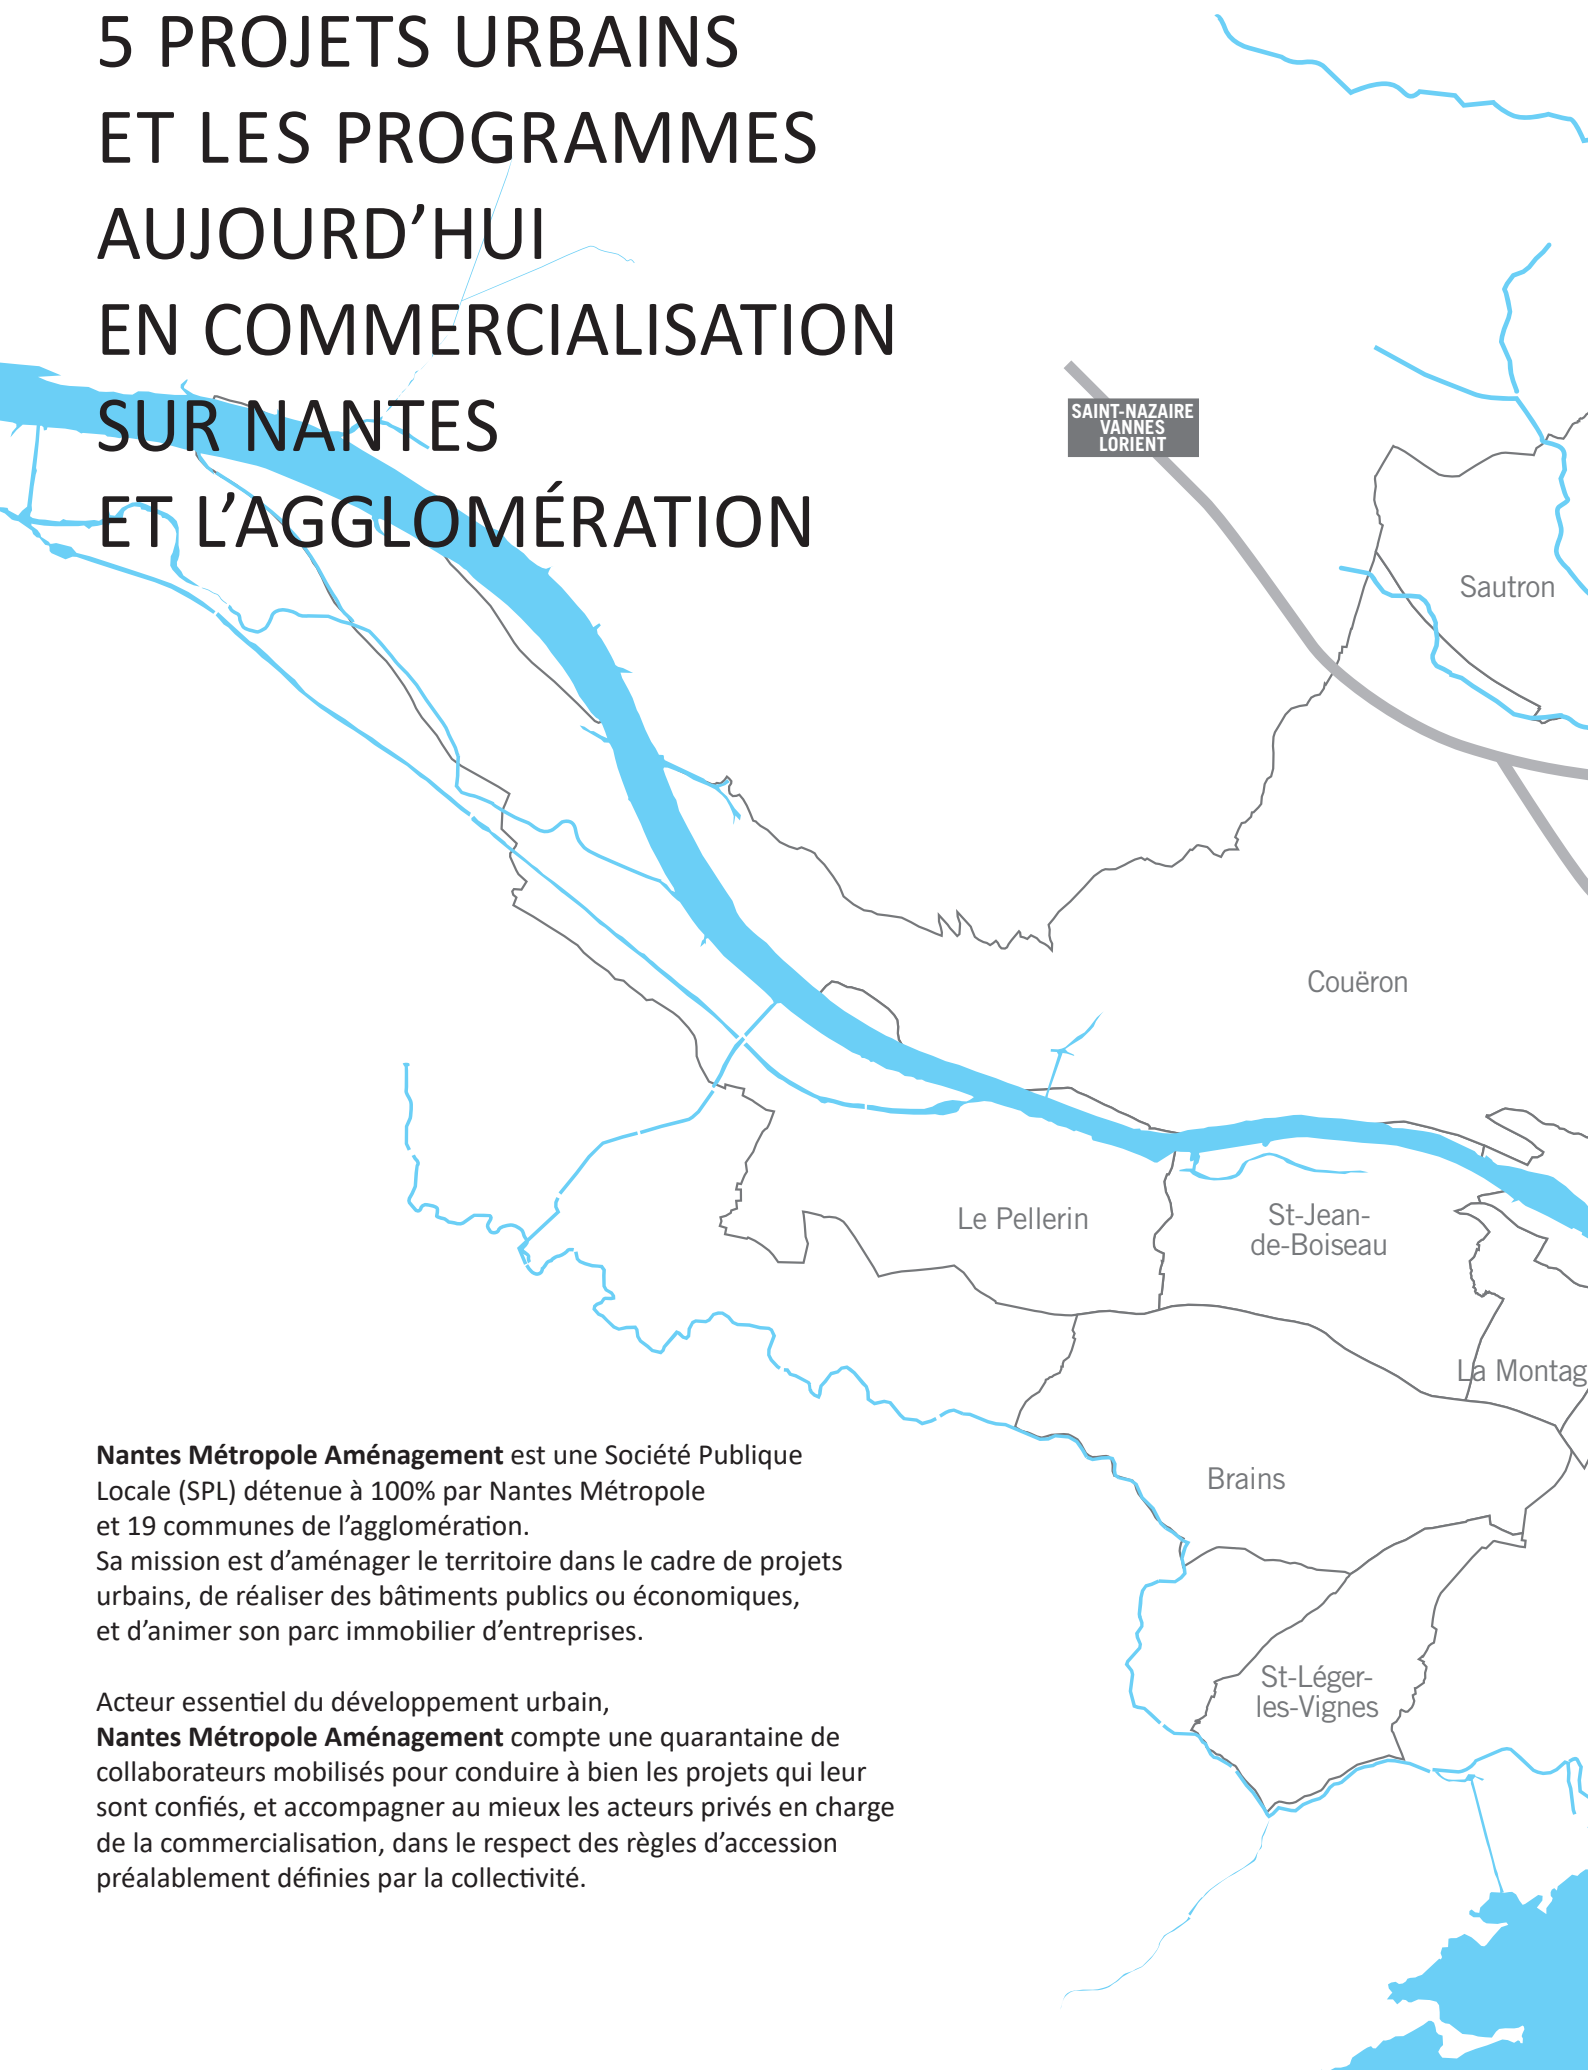 5 PROJETS URBAINS
ET LES PROGRAMMES
AUJOURD’HUI
EN COMMERCIALISATION
SUR NANTES
ET L’AGGLOMÉRATION
SAINT-NAZAIRE
VANNES
LORIENT
Sautron
Couëron
Le Pellerin
St-Jean-
de-Boiseau
La Montag
Brains
St-Léger-
les-Vignes
Nantes Métropole Aménagement est une Société Publique
Locale (SPL) détenue à 100% par Nantes Métropole
et 19 communes de l’agglomération.
Sa mission est d’aménager le territoire dans le cadre de projets
urbains, de réaliser des bâtiments publics ou économiques,
et d’animer son parc immobilier d’entreprises.
Acteur essentiel du développement urbain,
Nantes Métropole Aménagement compte une quarantaine de
collaborateurs mobilisés pour conduire à bien les projets qui leur
sont confiés, et accompagner au mieux les acteurs privés en charge
de la commercialisation, dans le respect des règles d’accession
préalablement définies par la collectivité.